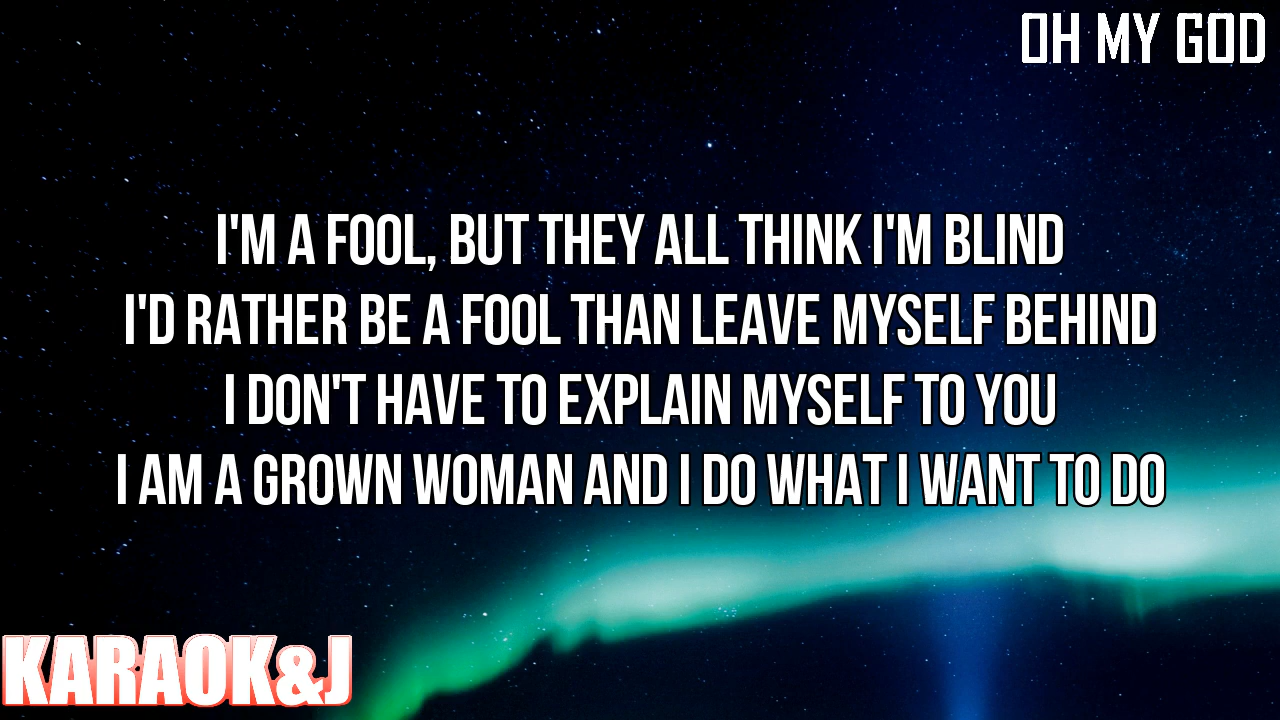 OH MY GOD
I'M A FOOL, BUT THEY ALL THINK I'M BLIND
I'D RATHER BE A FOOL THAN LEAVE MYSELF BEHIND
I DON'T HAVE TO EXPLAIN MYSELF TO YOU
I AM A GROWN WOMAN AND I DO WHAT I WANT TO DO
KARAOK&J